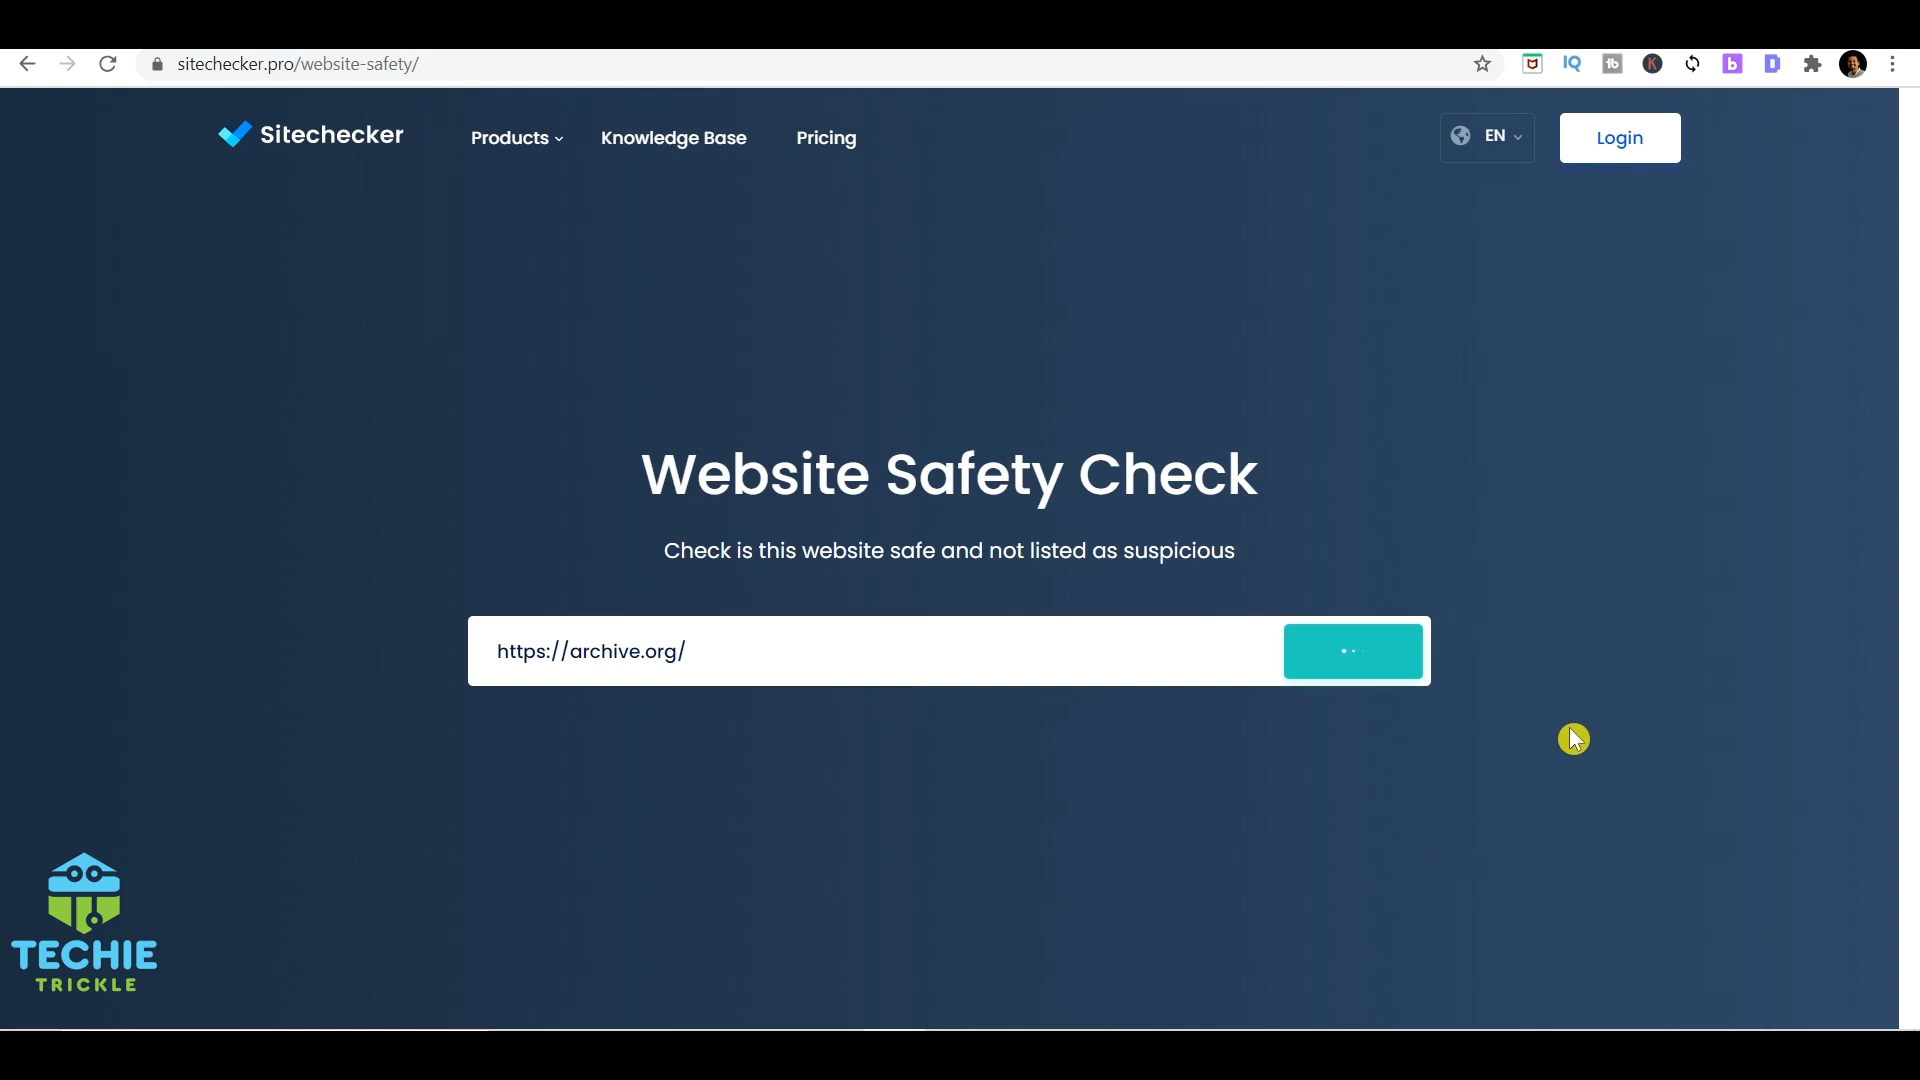 sitechecker.pro/website-safety/
IQ
tb
K
b
D
Sitechecker
Products
Knowledge Base
Pricing
EN
Login
Website Safety Check
Check is this website safe and not listed as suspicious
https://archive.org/
TECHIE
TRICKLE